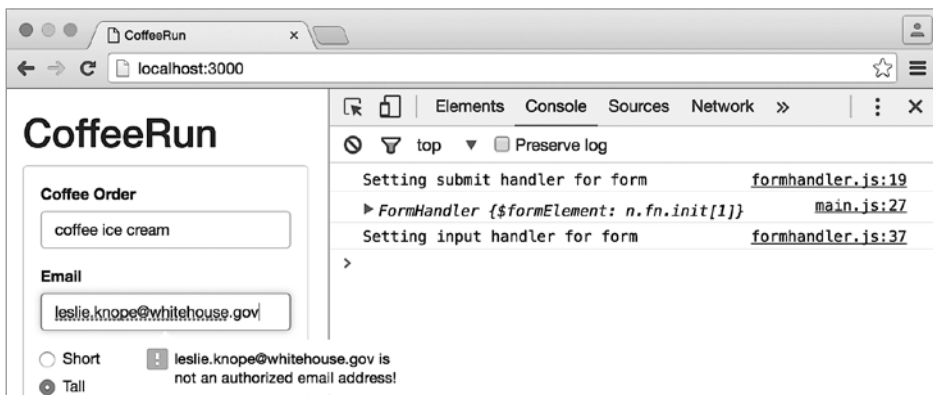 CoffeeRun
localhost:3000
Elements Console Sources Network »
top Preserve log
Setting submit handler for form formhandler.js:19
FormHandler {$formElement: n.fn.init[1]} main.js:27
Setting input handler for form formhandler.js:37
>
CoffeeRun
Coffee Order
coffee ice cream
Email
leslie.knope@whitehouse.gov
Short
Tall
leslie.knope@whitehouse.gov is
not an authorized email address!